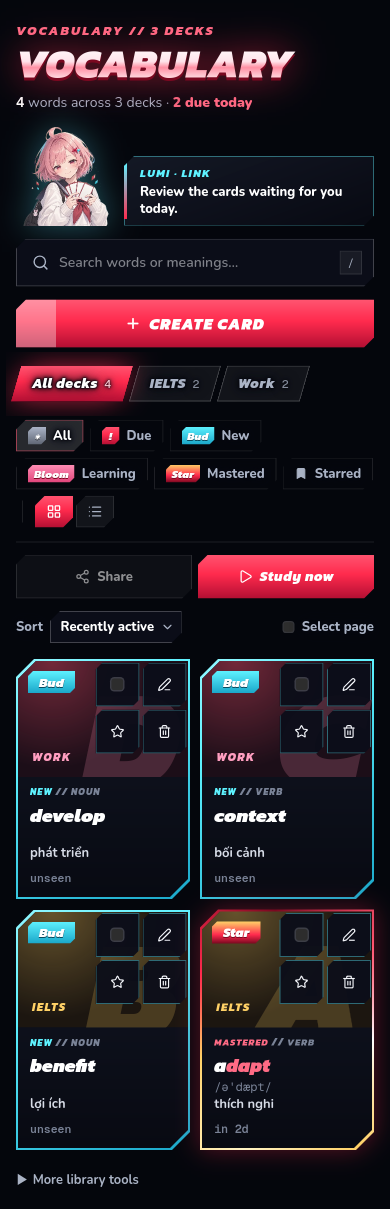 VOCABULARY // 3 DECKS
VOCABULARY
4 words across 3 decks · 2 due today
LUMI · LINK
Review the cards waiting for you
today.
Search words or meanings... /
+ CREATE CARD
All decks 4 IELTS 2 Work 2
* All ! Due Bud New
Bloom Learning Star Mastered Starred
Share Study now
Sort Recently active Select page
Bud
WORK
NEW // NOUN
develop
phát triển
unseen
Bud
WORK
NEW // VERB
context
bối cảnh
unseen
Bud
IELTS
NEW // NOUN
benefit
lợi ích
unseen
Star
IELTS
MASTERED // VERB
adapt
/əˈdæpt/
thích nghi
in 2d
▶ More library tools